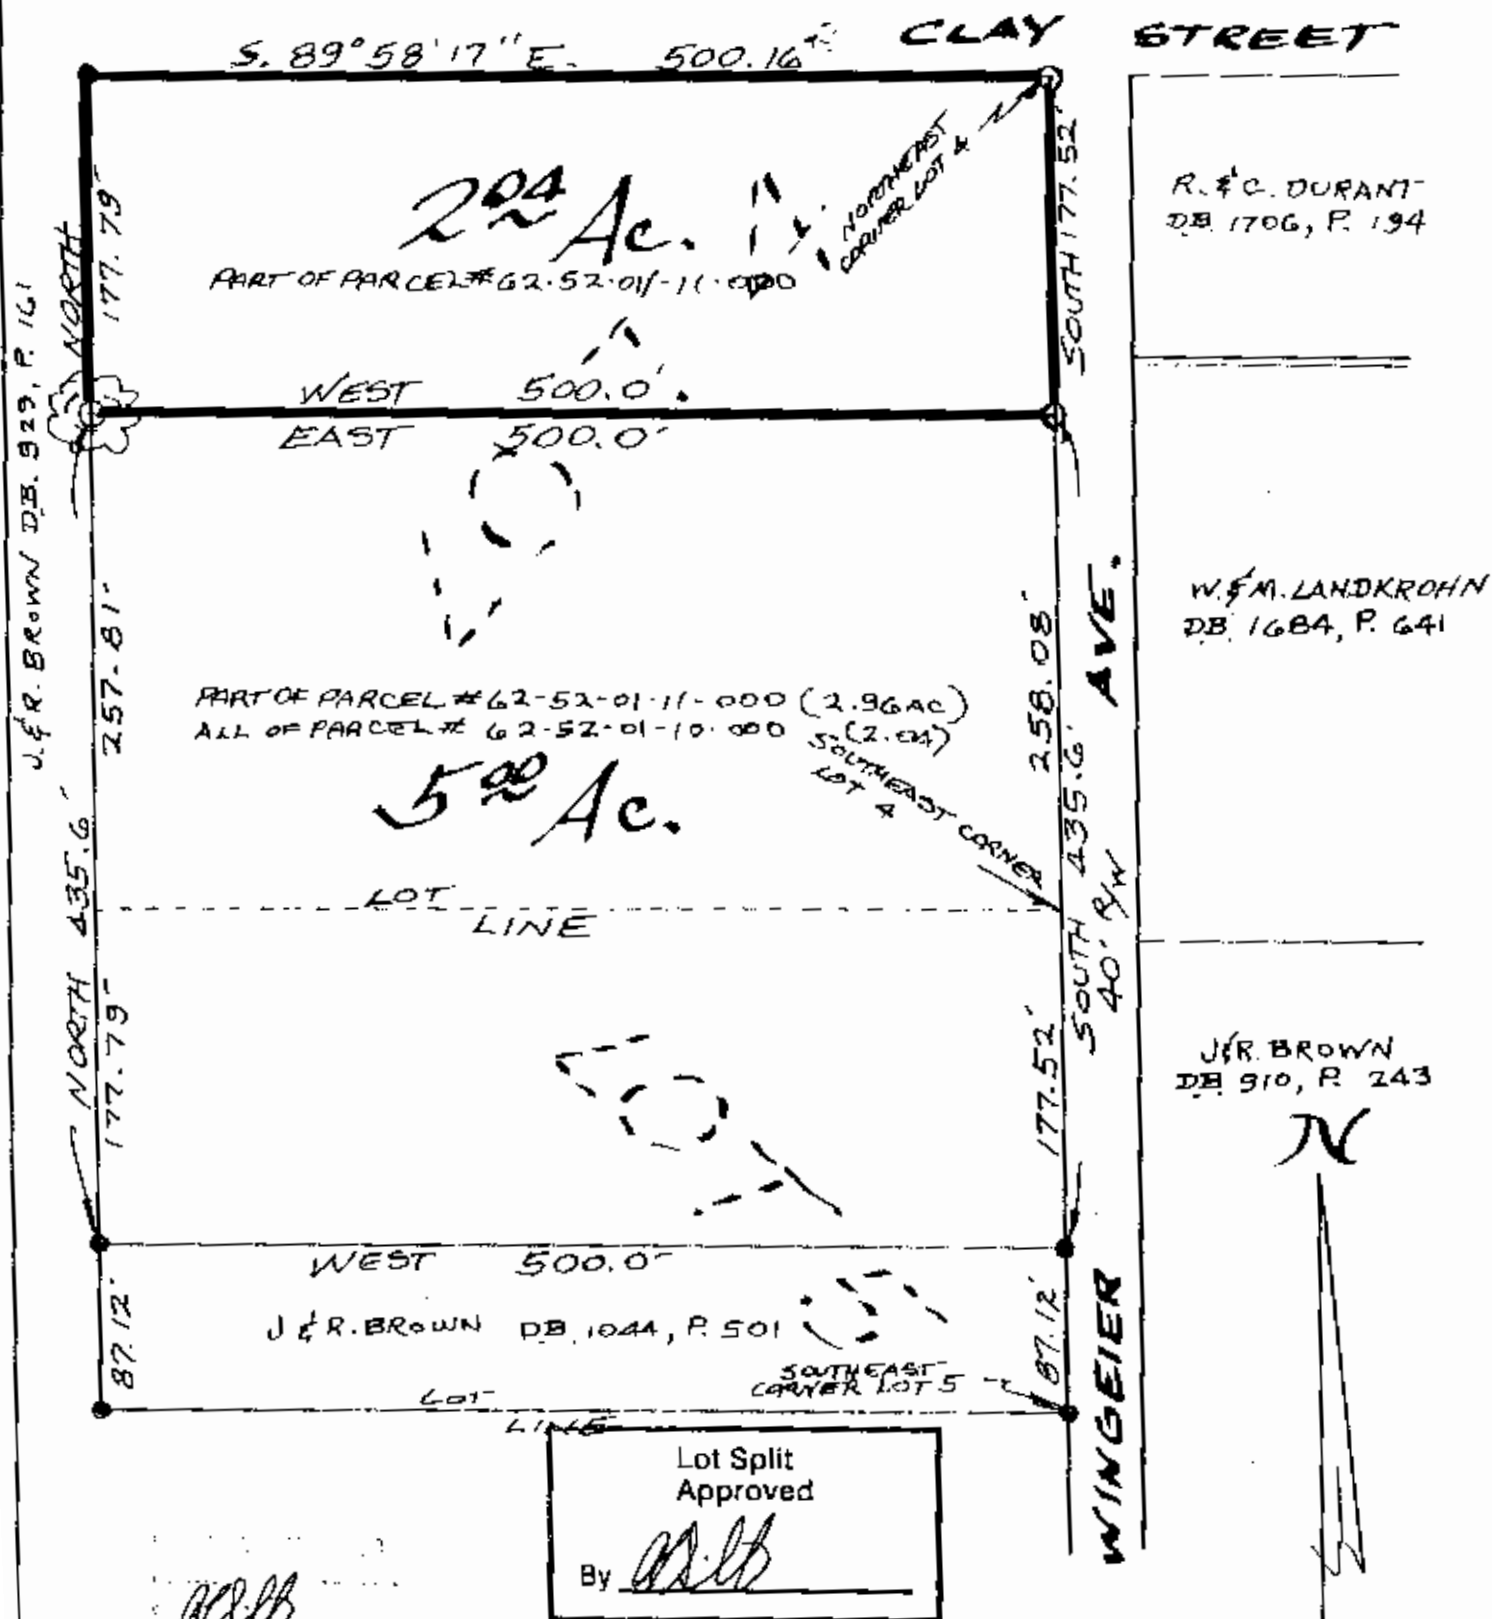 CLAY STREET
S. 89°58'17" E. 500.16'
NORTH 177.79'
SOUTH 177.52'
NORTHEAST
CORNER LOT 4
2.04 Ac.
PART OF PARCEL # 62-52-01-11-000
R. & C. DURANT
DB. 1706, P. 194
J. & R. BROWN DB. 929, P. 161
WEST 500.0'
EAST 500.0'
257.81'
258.08'
W. & M. LANDKROHN
DB. 1684, P. 641
PART OF PARCEL # 62-52-01-11-000 (2.96 AC)
ALL OF PARCEL # 62-52-01-10-000 (2.04)
5.00 Ac.
SOUTHEAST CORNER
LOT 4
LOT
LINE
NORTH 435.6'
SOUTH 435.6'
40' R/W
177.79'
177.52'
J & R. BROWN
DB. 910, P. 243
N
WEST 500.0'
87.12'
87.12'
J & R. BROWN DB. 1044, P. 501
SOUTHEAST
CORNER LOT 5
LOT
LINE
WINGEIER AVE.
Lot Split
Approved
By